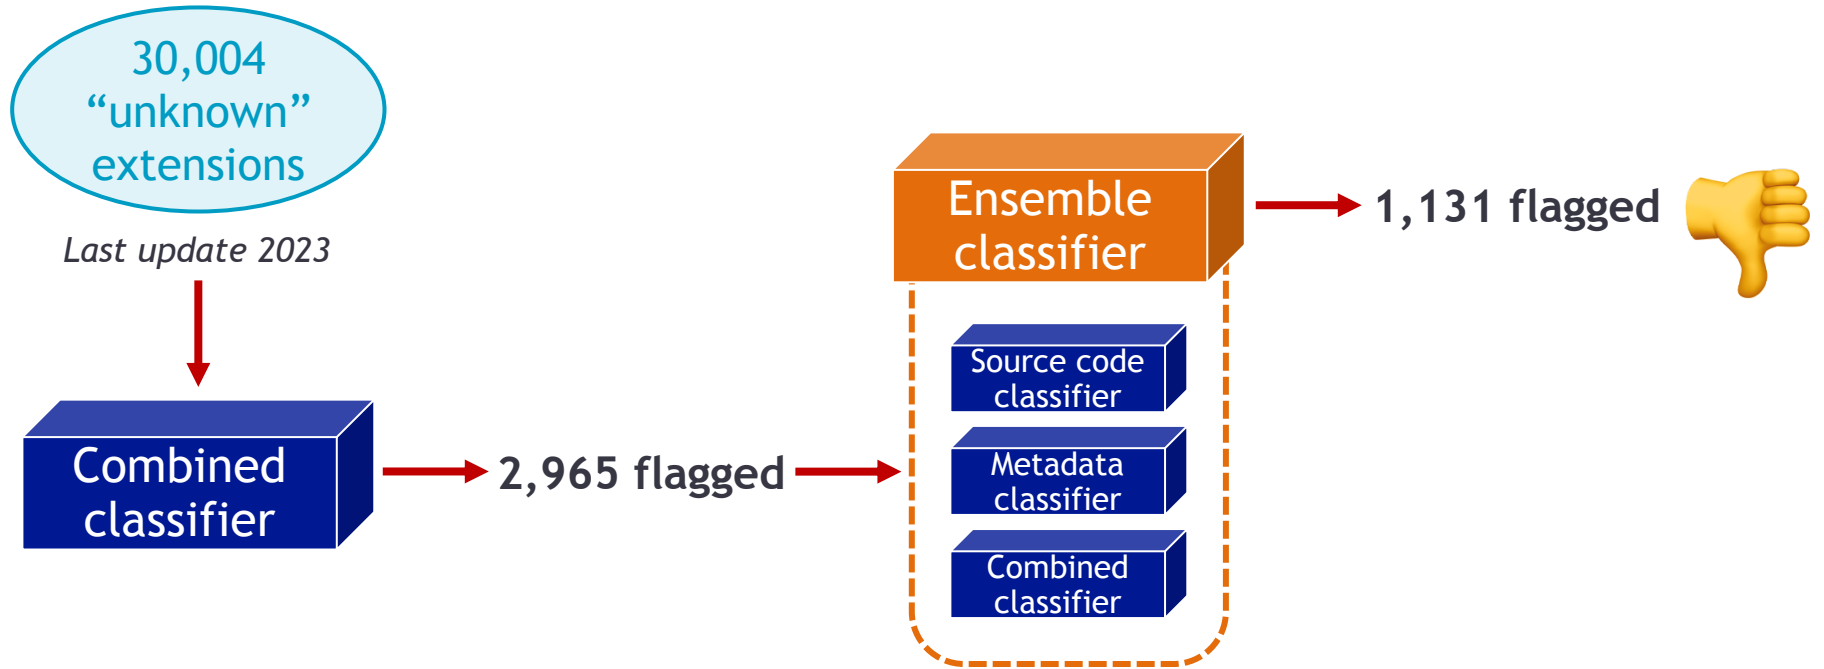 30,004
“unknown”
extensions
Last update 2023
Combined
classifier
2,965 flagged
Ensemble
classifier
Source code
classifier
Metadata
classifier
Combined
classifier
1,131 flagged